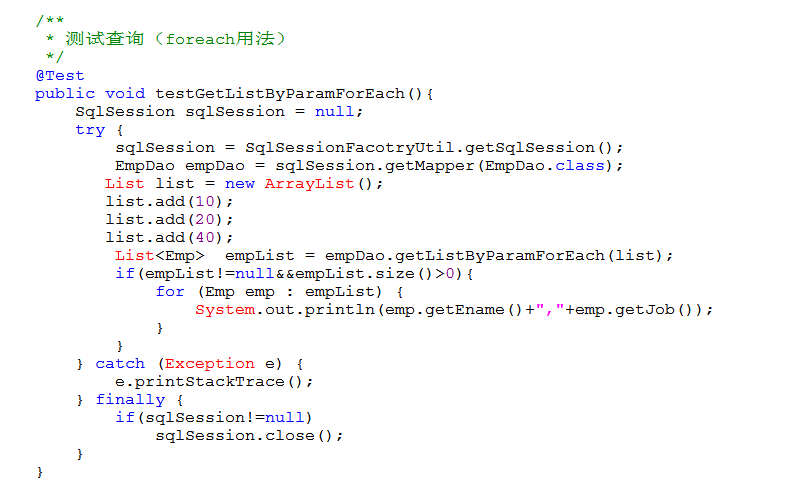 /**
 * 测试查询（foreach用法）
 */
@Test
public void testGetListByParamForEach(){
    SqlSession sqlSession = null;
    try {
        sqlSession = SqlSessionFacotryUtil.getSqlSession();
        EmpDao empDao = sqlSession.getMapper(EmpDao.class);
       List list = new ArrayList();
       list.add(10);
       list.add(20);
       list.add(40);
        List<Emp>  empList = empDao.getListByParamForEach(list);
        if(empList!=null&&empList.size()>0){
            for (Emp emp : empList) {
                System.out.println(emp.getEname()+","+emp.getJob());
            }
        }
    } catch (Exception e) {
        e.printStackTrace();
    } finally {
        if(sqlSession!=null)
            sqlSession.close();
    }
}